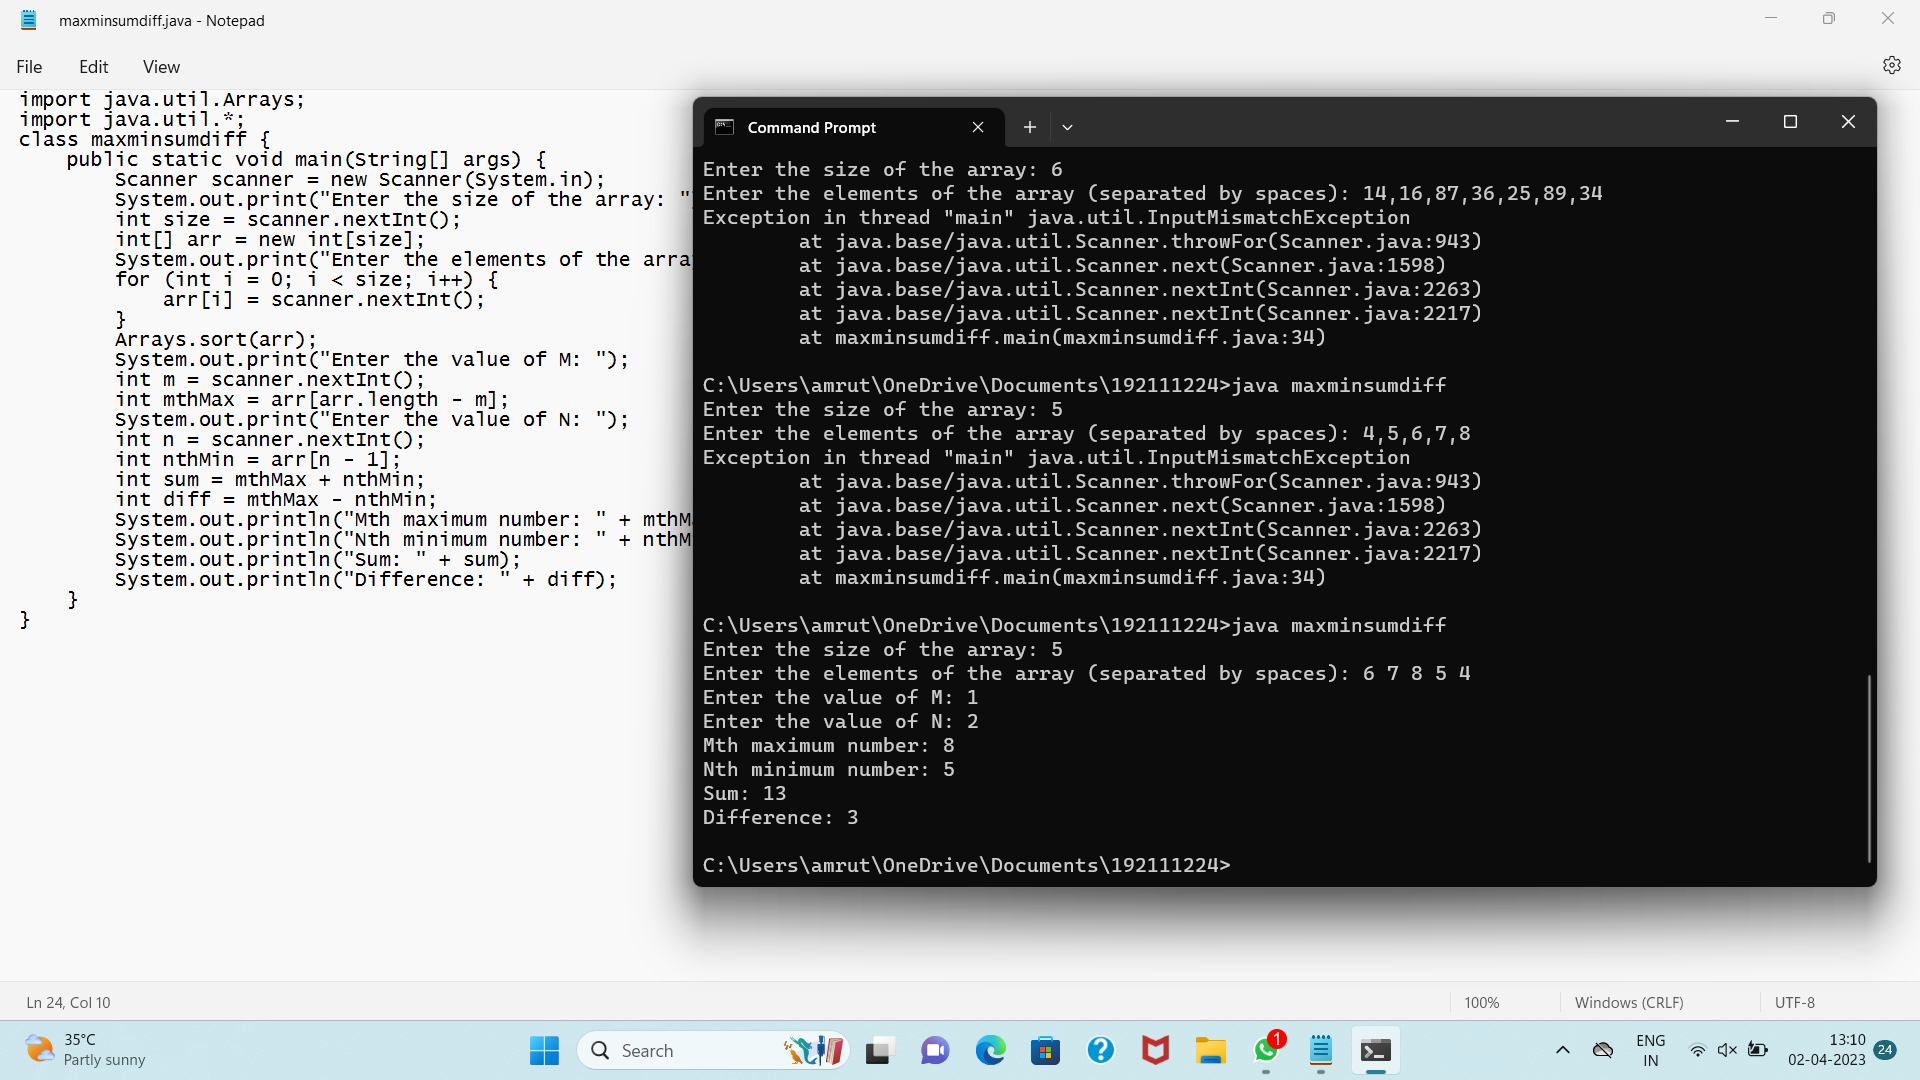 maxminsumdiff.java - Notepad
File Edit View
import java.util.Arrays;
import java.util.*;
class maxminsumdiff {
public static void main(String[] args) {
Scanner scanner = new Scanner(System.in);
System.out.print("Enter the size of the array: "
int size = scanner.nextInt();
int[] arr = new int[size];
System.out.print("Enter the elements of the arra
for (int i = 0; i < size; i++) {
arr[i] = scanner.nextInt();
}
Arrays.sort(arr);
System.out.print("Enter the value of M: ");
int m = scanner.nextInt();
int mthMax = arr[arr.length - m];
System.out.print("Enter the value of N: ");
int n = scanner.nextInt();
int nthMin = arr[n - 1];
int sum = mthMax + nthMin;
int diff = mthMax - nthMin;
System.out.println("Mth maximum number: " + mthM
System.out.println("Nth minimum number: " + nthM
System.out.println("Sum: " + sum);
System.out.println("Difference: " + diff);
}
}
Command Prompt
Enter the size of the array: 6
Enter the elements of the array (separated by spaces): 14,16,87,36,25,89,34
Exception in thread "main" java.util.InputMismatchException
at java.base/java.util.Scanner.throwFor(Scanner.java:943)
at java.base/java.util.Scanner.next(Scanner.java:1598)
at java.base/java.util.Scanner.nextInt(Scanner.java:2263)
at java.base/java.util.Scanner.nextInt(Scanner.java:2217)
at maxminsumdiff.main(maxminsumdiff.java:34)
C:\Users\amrut\OneDrive\Documents\192111224>java maxminsumdiff
Enter the size of the array: 5
Enter the elements of the array (separated by spaces): 4,5,6,7,8
Exception in thread "main" java.util.InputMismatchException
at java.base/java.util.Scanner.throwFor(Scanner.java:943)
at java.base/java.util.Scanner.next(Scanner.java:1598)
at java.base/java.util.Scanner.nextInt(Scanner.java:2263)
at java.base/java.util.Scanner.nextInt(Scanner.java:2217)
at maxminsumdiff.main(maxminsumdiff.java:34)
C:\Users\amrut\OneDrive\Documents\192111224>java maxminsumdiff
Enter the size of the array: 5
Enter the elements of the array (separated by spaces): 6 7 8 5 4
Enter the value of M: 1
Enter the value of N: 2
Mth maximum number: 8
Nth minimum number: 5
Sum: 13
Difference: 3
C:\Users\amrut\OneDrive\Documents\192111224>
Ln 24, Col 10 100% Windows (CRLF) UTF-8
35°C
Partly sunny
Search
1
ENG
IN
13:10
02-04-2023
24